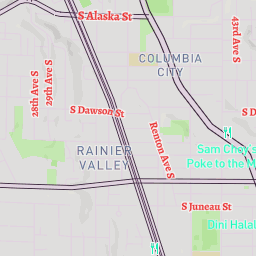 S Alaska St
43rd Ave S
COLUMBIA
CITY
28th Ave S
29th Ave S
S Dawson St
S D
Renton Ave S
RAINIER
VALLEY
Sam Choy's
Poke to the M
S Juneau St
Dini Halal